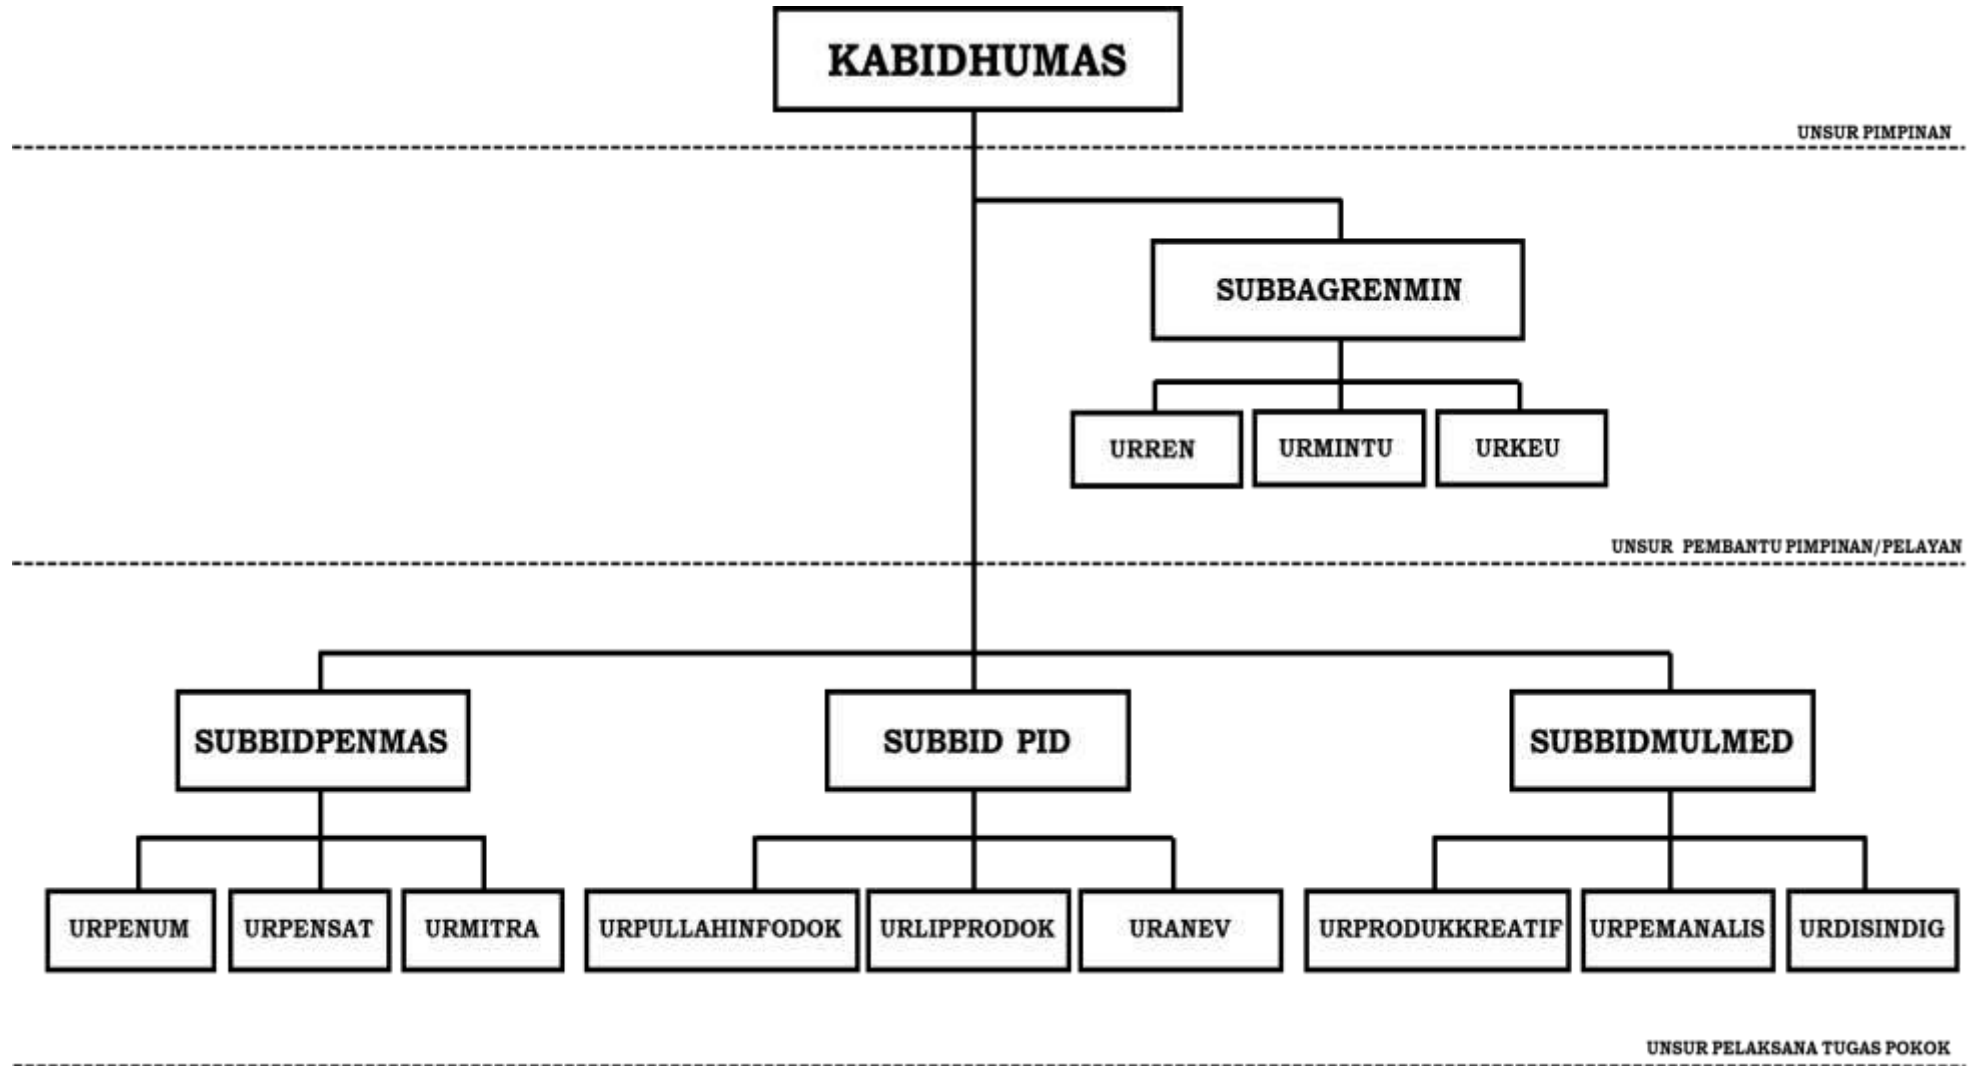 KABIDHUMAS
UNSUR PIMPINAN
SUBBAGRENMIN
URREN
URMINTU
URKEU
UNSUR PEMBANTU PIMPINAN/PELAYAN
SUBBIDPENMAS
SUBBID PID
SUBBIDMULMED
URPENUM
URPENSAT
URMITRA
URPULLAHINFODOK
URLIPPRODOK
URANEV
URPRODUKKREATIF
URPEMANALIS
URDISINDIG
UNSUR PELAKSANA TUGAS POKOK